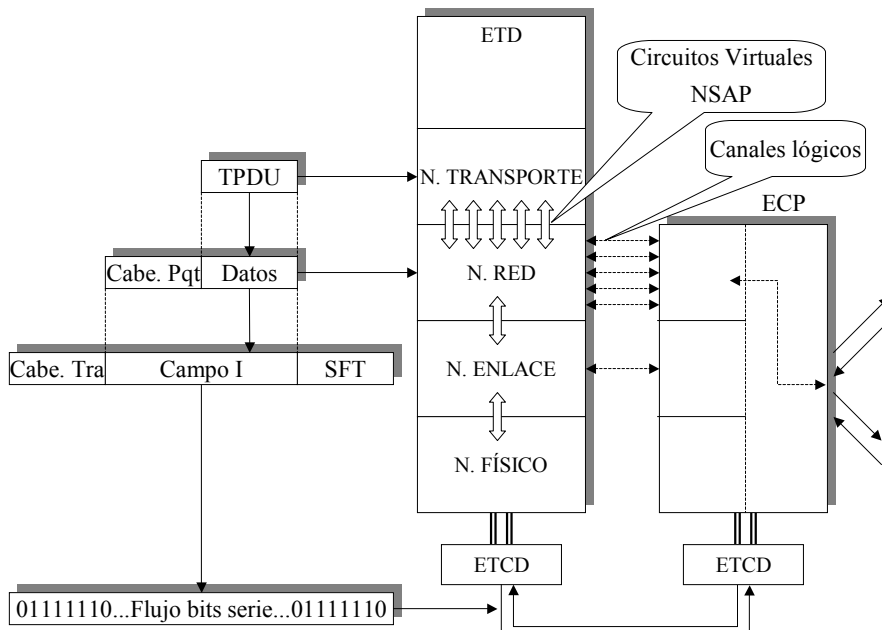 ETD
Circuitos Virtuales
NSAP
Canales lógicos
ECP
TPDU
N. TRANSPORTE
Cabe. Pqt
Datos
N. RED
Cabe. Tra
Campo I
SFT
N. ENLACE
N. FÍSICO
ETCD
ETCD
01111110...Flujo bits serie...01111110